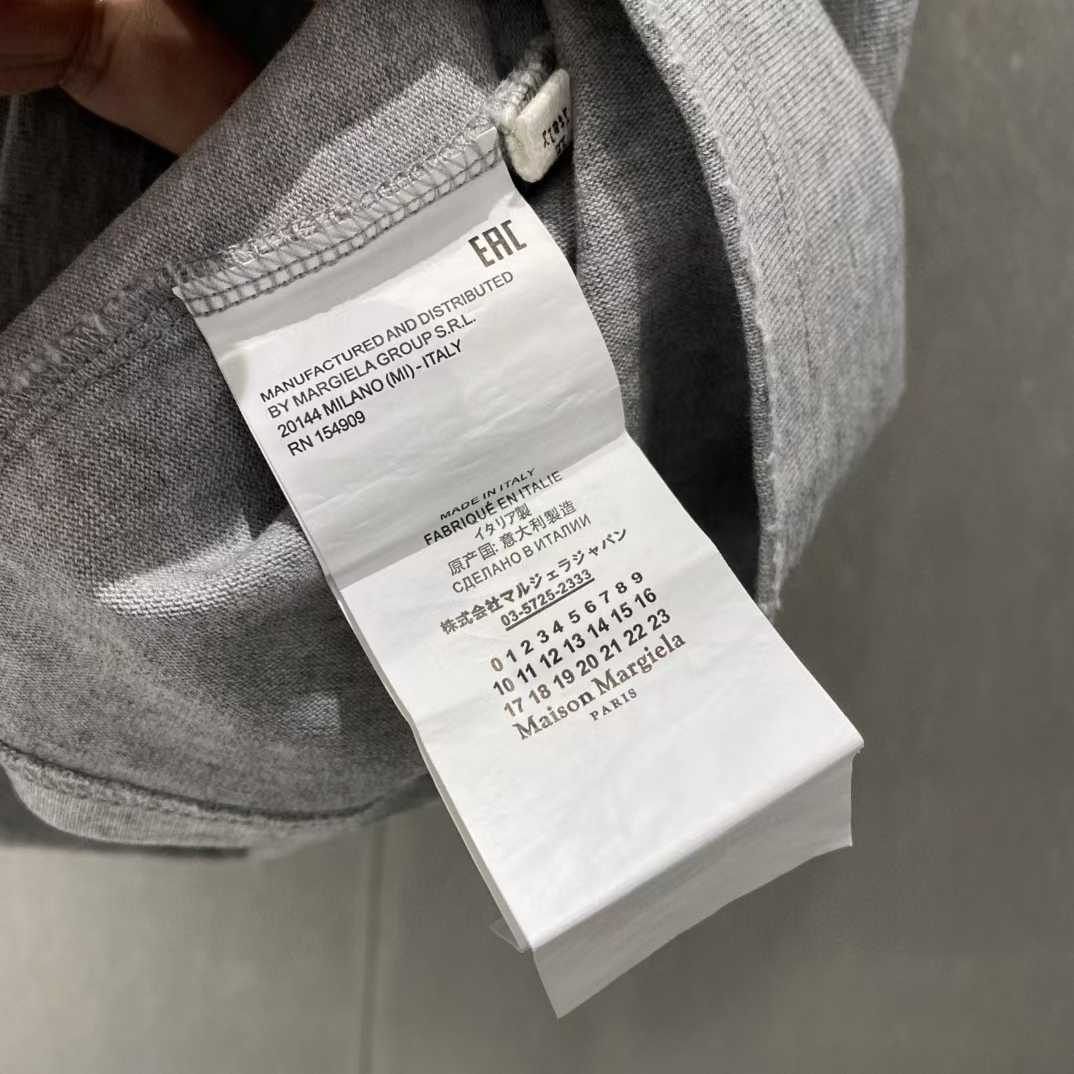 EAC
MANUFACTURED AND DISTRIBUTED
BY MARGIELA GROUP S.R.L.
20144 MILANO (MI) - ITALY
RN 154909
MADE IN ITALY
FABRIQUÉ EN ITALIE
イタリア製
原产国: 意大利製造
СДЕЛАНО В ИТАЛИИ
株式会社マルジェラジャパン
03-5725-2333
0 1 2 3 4 5 6 7 8 9
10 11 12 13 14 15 16
17 18 19 20 21 22 23
Maison Margiela
PARIS